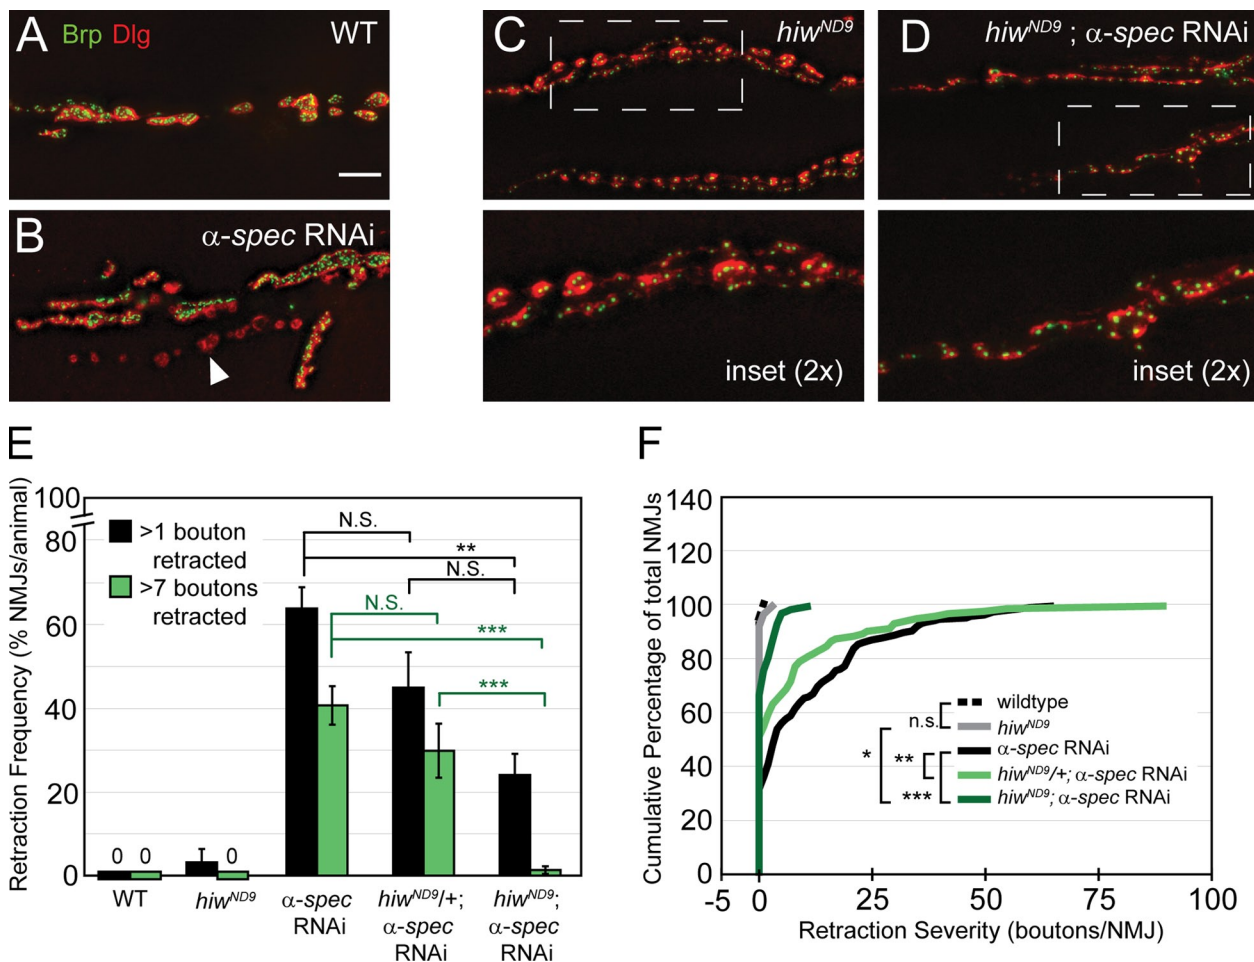 A
Brp Dlg
WT
B
α-spec RNAi
C
hiwND9
inset (2x)
D
hiwND9 ; α-spec RNAi
inset (2x)
E
Retraction Frequency (% NMJs/animal)
100
80
60
40
20
0
>1 bouton
retracted
>7 boutons
retracted
N.S.
**
N.S.
N.S.
***
***
0 0
0
WT
hiwND9
α-spec
RNAi
hiwND9/+;
α-spec
RNAi
hiwND9;
α-spec
RNAi
F
Cumulative Percentage of total NMJs
140
120
100
80
60
40
20
0
-5 0 25 50 75 100
Retraction Severity (boutons/NMJ)
wildtype
n.s.
hiwND9
* **
α-spec RNAi
hiwND9/+; α-spec RNAi
***
hiwND9; α-spec RNAi